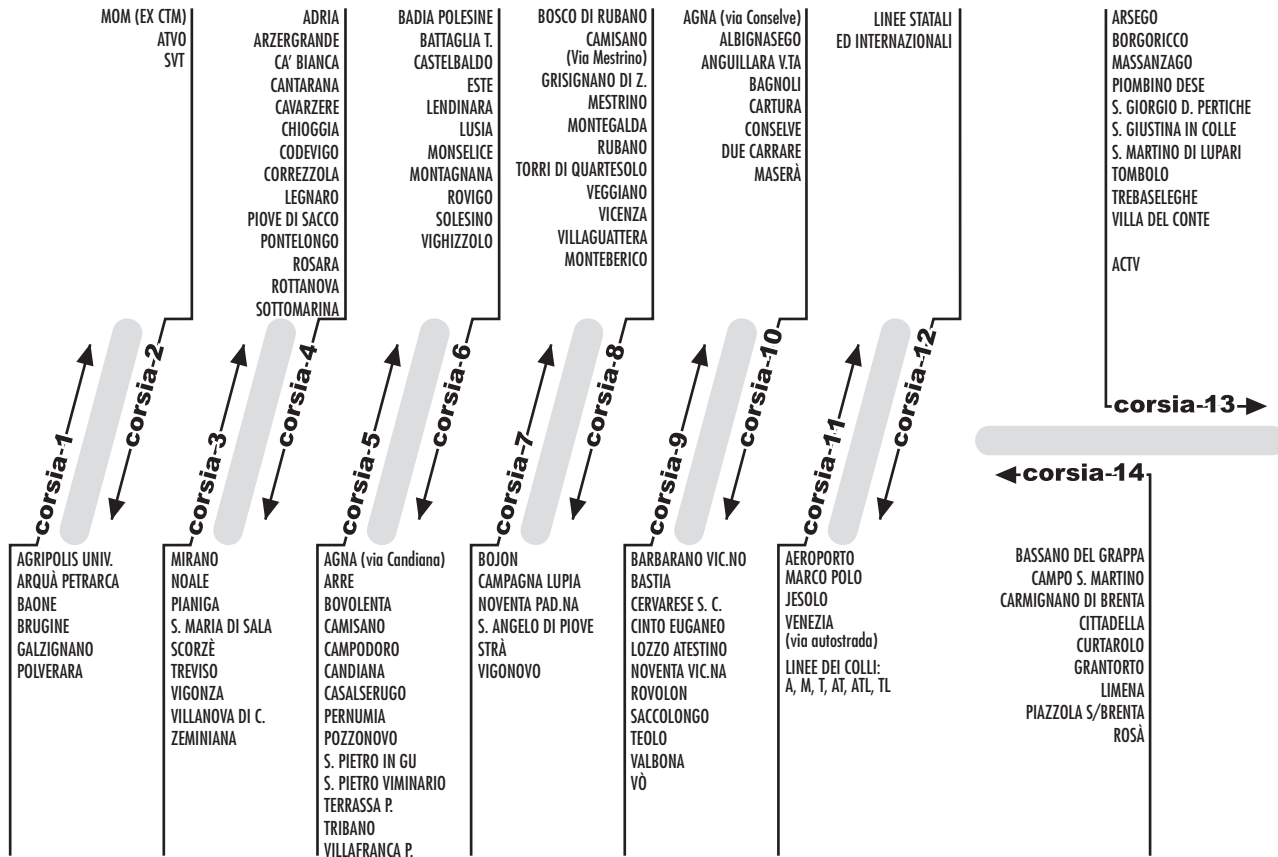 MOM (EX CTM)
ATVO
SVT
corsia-2
ADRIA
ARZERGRANDE
CA' BIANCA
CANTARANA
CAVARZERE
CHIOGGIA
CODEVIGO
CORREZZOLA
LEGNARO
PIOVE DI SACCO
PONTELONGO
ROSARA
ROTTANOVA
SOTTOMARINA
corsia-4
BADIA POLESINE
BATTAGLIA T.
CASTELBALDO
ESTE
LENDINARA
LUSIA
MONSELICE
MONTAGNANA
ROVIGO
SOLESINO
VIGHIZZOLO
corsia-6
BOSCO DI RUBANO
CAMISANO
(Via Mestrino)
GRISIGNANO DI Z.
MESTRINO
MONTEGALDA
RUBANO
TORRI DI QUARTESOLO
VEGGIANO
VICENZA
VILLAGUATTERA
MONTEBERICO
corsia-8
AGNA (via Conselve)
ALBIGNASEGO
ANGUILLARA V.TA
BAGNOLI
CARTURA
CONSELVE
DUE CARRARE
MASERÀ
corsia-10
LINEE STATALI
ED INTERNAZIONALI
corsia-12
ARSEGO
BORGORICCO
MASSANZAGO
PIOMBINO DESE
S. GIORGIO D. PERTICHE
S. GIUSTINA IN COLLE
S. MARTINO DI LUPARI
TOMBOLO
TREBASELEGHE
VILLA DEL CONTE
ACTV
corsia-13
corsia-1
AGRIPOLIS UNIV.
ARQUÀ PETRARCA
BAONE
BRUGINE
GALZIGNANO
POLVERARA
corsia-3
MIRANO
NOALE
PIANIGA
S. MARIA DI SALA
SCORZÈ
TREVISO
VIGONZA
VILLANOVA DI C.
ZEMINIANA
corsia-5
AGNA (via Candiana)
ARRE
BOVOLENTA
CAMISANO
CAMPODORO
CANDIANA
CASALSERUGO
PERNUMIA
POZZONOVO
S. PIETRO IN GU
S. PIETRO VIMINARIO
TERRASSA P.
TRIBANO
VILLAFRANCA P.
corsia-7
BOJON
CAMPAGNA LUPIA
NOVENTA PAD.NA
S. ANGELO DI PIOVE
STRÀ
VIGONOVO
corsia-9
BARBARANO VIC.NO
BASTIA
CERVARESE S. C.
CINTO EUGANEO
LOZZO ATESTINO
NOVENTA VIC.NA
ROVOLON
SACCOLONGO
TEOLO
VALBONA
VÒ
corsia-11
AEROPORTO
MARCO POLO
JESOLO
VENEZIA
(via autostrada)
LINEE DEI COLLI:
A, M, T, AT, ATL, TL
corsia-14
BASSANO DEL GRAPPA
CAMPO S. MARTINO
CARMIGNANO DI BRENTA
CITTADELLA
CURTAROLO
GRANTORTO
LIMENA
PIAZZOLA S/BRENTA
ROSÀ